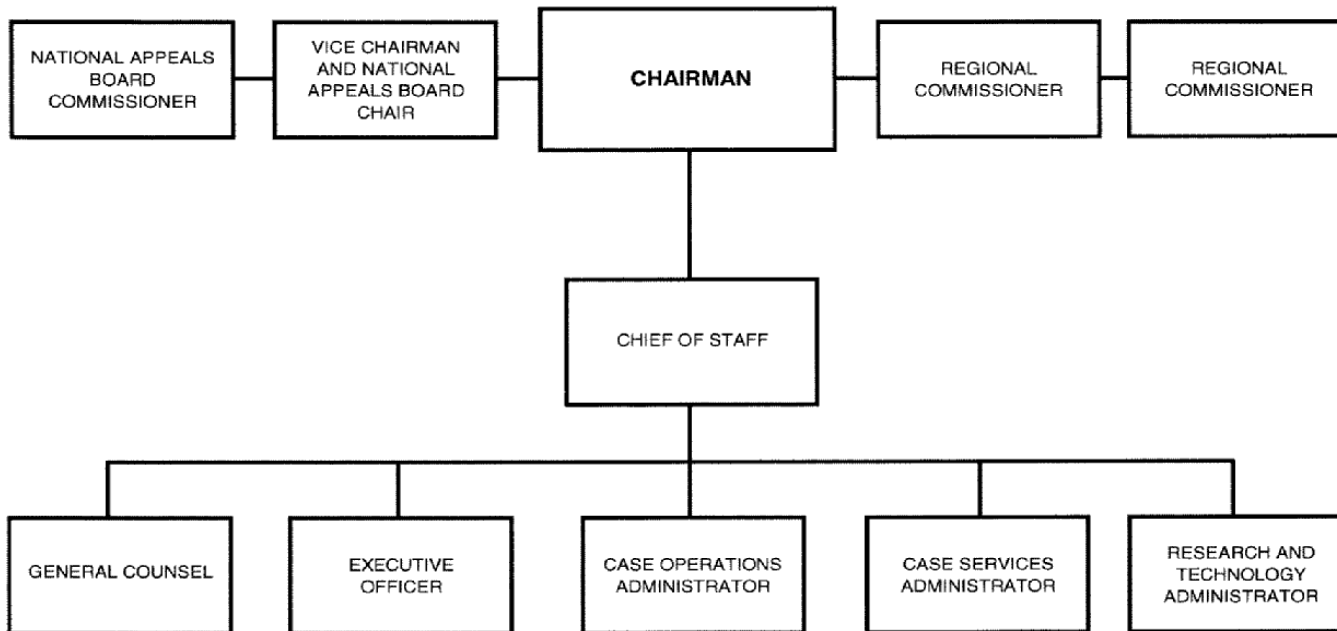 NATIONAL APPEALS
BOARD
COMMISSIONER
VICE CHAIRMAN
AND NATIONAL
APPEALS BOARD
CHAIR
CHAIRMAN
REGIONAL
COMMISSIONER
REGIONAL
COMMISSIONER
CHIEF OF STAFF
GENERAL COUNSEL
EXECUTIVE
OFFICER
CASE OPERATIONS
ADMINISTRATOR
CASE SERVICES
ADMINISTRATOR
RESEARCH AND
TECHNOLOGY
ADMINISTRATOR